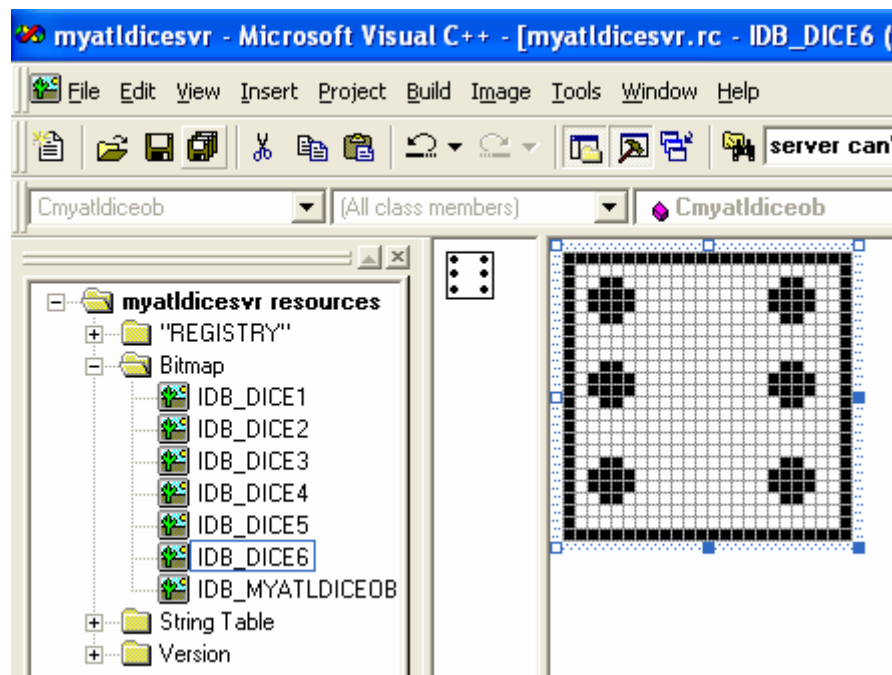 myatldicesvr - Microsoft Visual C++ - [myatldicesvr.rc - IDB_DICE6 (
File Edit View Insert Project Build Image Tools Window Help
server can'
Cmyatldiceob (All class members) Cmyatldiceob
myatldicesvr resources
"REGISTRY"
Bitmap
IDB_DICE1
IDB_DICE2
IDB_DICE3
IDB_DICE4
IDB_DICE5
IDB_DICE6
IDB_MYATLDICEOB
String Table
Version